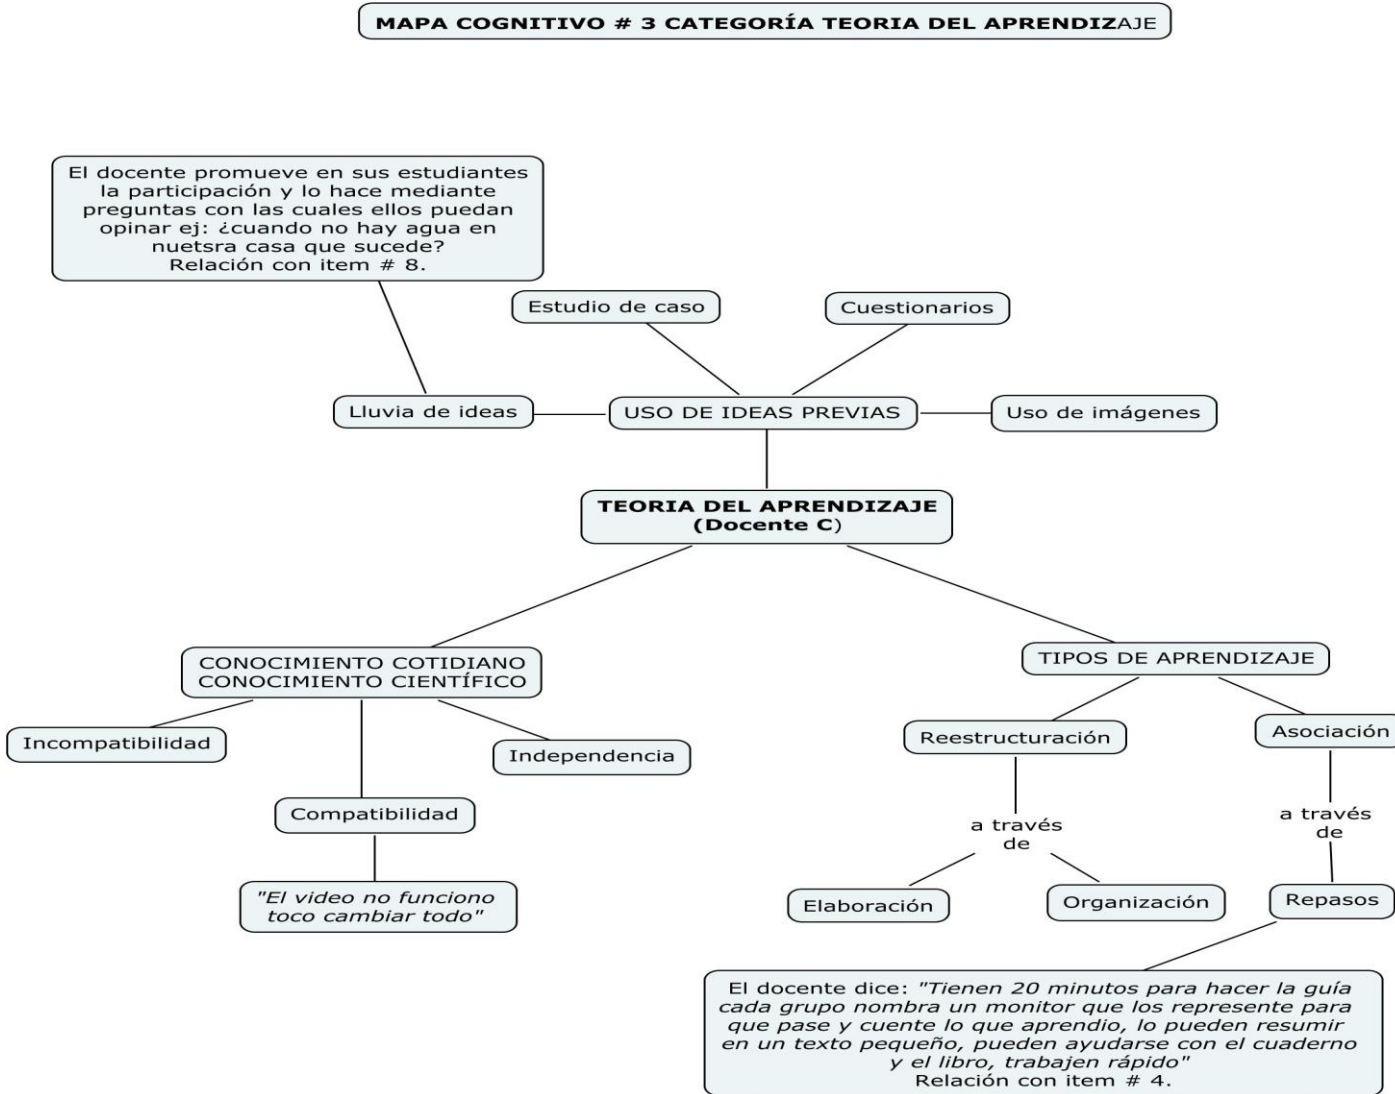 MAPA COGNITIVO # 3 CATEGORÍA TEORIA DEL APRENDIZAJE
El docente promueve en sus estudiantes
la participación y lo hace mediante
preguntas con las cuales ellos puedan
opinar ej: ¿cuando no hay agua en
nuetsra casa que sucede?
Relación con item # 8.
Estudio de caso
Cuestionarios
Lluvia de ideas
USO DE IDEAS PREVIAS
Uso de imágenes
TEORIA DEL APRENDIZAJE
(Docente C)
CONOCIMIENTO COTIDIANO
CONOCIMIENTO CIENTÍFICO
TIPOS DE APRENDIZAJE
Incompatibilidad
Independencia
Reestructuración
Asociación
Compatibilidad
a través
de
a través
de
"El video no funciono
toco cambiar todo"
Elaboración
Organización
Repasos
El docente dice: "Tienen 20 minutos para hacer la guía
cada grupo nombra un monitor que los represente para
que pase y cuente lo que aprendio, lo pueden resumir
en un texto pequeño, pueden ayudarse con el cuaderno
y el libro, trabajen rápido"
Relación con item # 4.